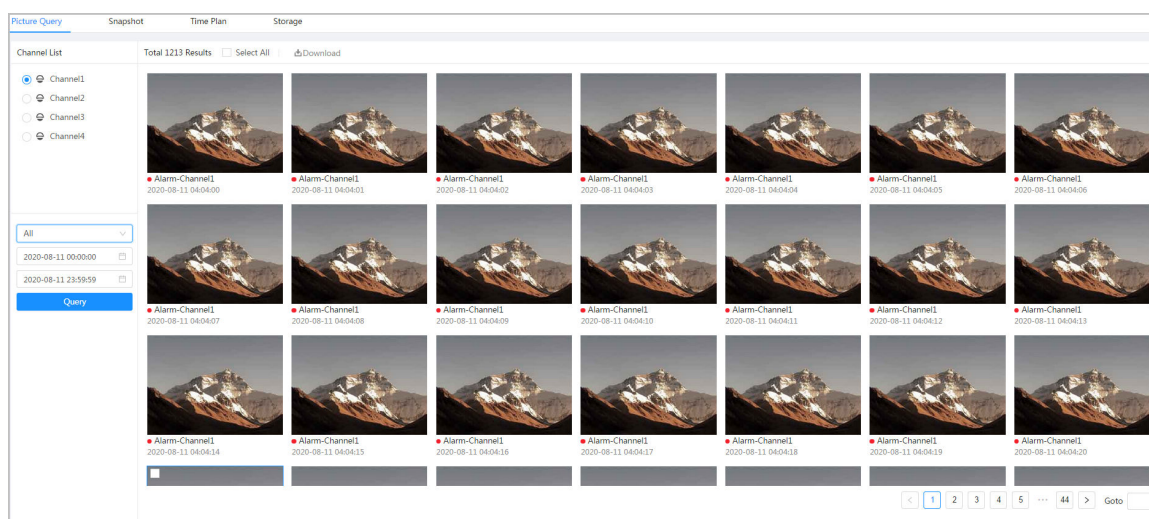 Picture Query Snapshot Time Plan Storage
Channel List
Total 1213 Results Select All Download
Channel1
Channel2
Channel3
Channel4
All
2020-08-11 00:00:00
2020-08-11 23:59:59
Query
Alarm-Channel1 Alarm-Channel1 Alarm-Channel1 Alarm-Channel1 Alarm-Channel1 Alarm-Channel1 Alarm-Channel1
2020-08-11 04:04:00 2020-08-11 04:04:01 2020-08-11 04:04:02 2020-08-11 04:04:03 2020-08-11 04:04:04 2020-08-11 04:04:05 2020-08-11 04:04:06
Alarm-Channel1 Alarm-Channel1 Alarm-Channel1 Alarm-Channel1 Alarm-Channel1 Alarm-Channel1 Alarm-Channel1
2020-08-11 04:04:07 2020-08-11 04:04:08 2020-08-11 04:04:09 2020-08-11 04:04:10 2020-08-11 04:04:11 2020-08-11 04:04:12 2020-08-11 04:04:13
Alarm-Channel1 Alarm-Channel1 Alarm-Channel1 Alarm-Channel1 Alarm-Channel1 Alarm-Channel1 Alarm-Channel1
2020-08-11 04:04:14 2020-08-11 04:04:15 2020-08-11 04:04:16 2020-08-11 04:04:17 2020-08-11 04:04:18 2020-08-11 04:04:19 2020-08-11 04:04:20
< 1 2 3 4 5 ··· 44 > Goto